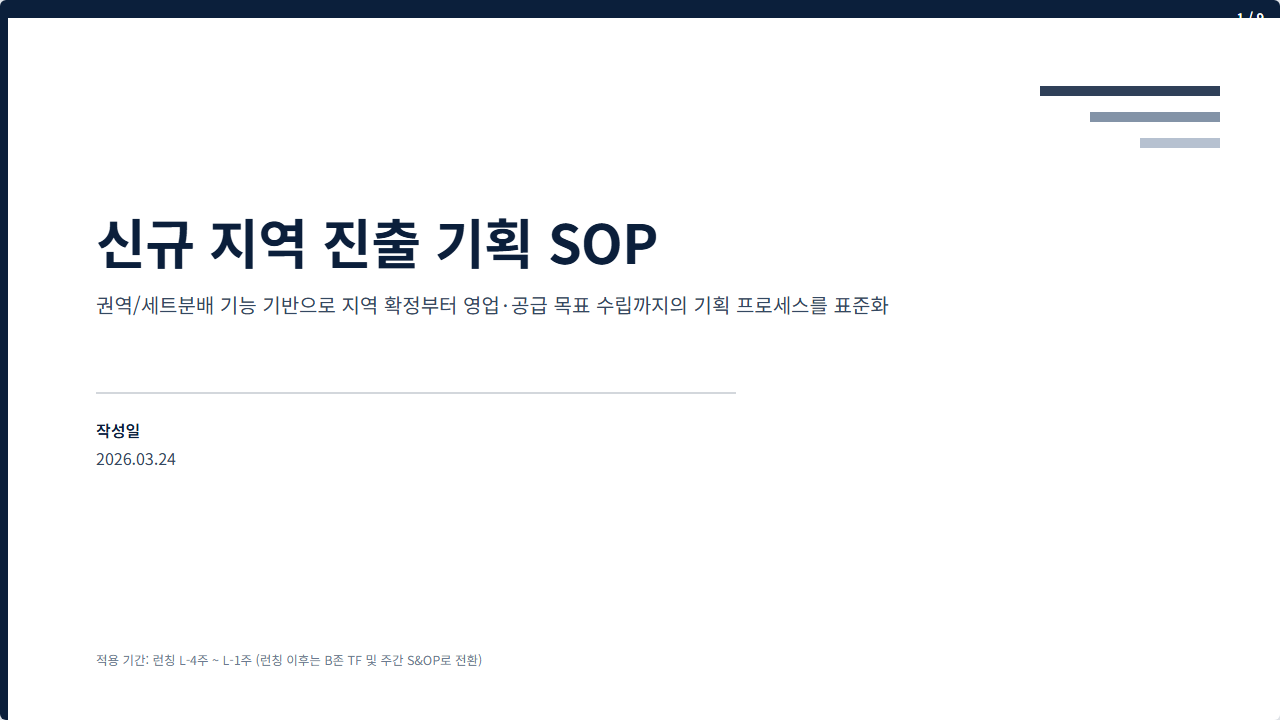 1 / 9
신규 지역 진출 기획 SOP
권역/세트분배 기능 기반으로 지역 확정부터 영업·공급 목표 수립까지의 기획 프로세스를 표준화
작성일
2026.03.24
적용 기간: 런칭 L-4주 ~ L-1주 (런칭 이후는 B존 TF 및 주간 S&OP로 전환)